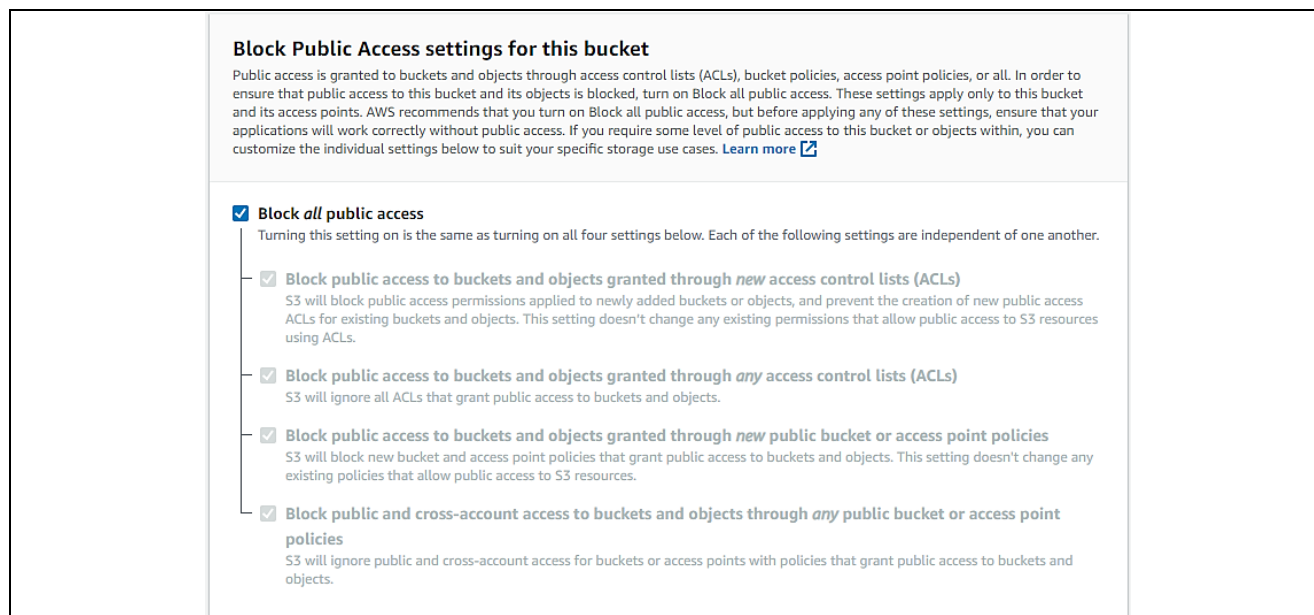 Block Public Access settings for this bucket
Public access is granted to buckets and objects through access control lists (ACLs), bucket policies, access point policies, or all. In order to
ensure that public access to this bucket and its objects is blocked, turn on Block all public access. These settings apply only to this bucket
and its access points. AWS recommends that you turn on Block all public access, but before applying any of these settings, ensure that your
applications will work correctly without public access. If you require some level of public access to this bucket or objects within, you can
customize the individual settings below to suit your specific storage use cases. Learn more
Block all public access
Turning this setting on is the same as turning on all four settings below. Each of the following settings are independent of one another.
Block public access to buckets and objects granted through new access control lists (ACLs)
S3 will block public access permissions applied to newly added buckets or objects, and prevent the creation of new public access
ACLs for existing buckets and objects. This setting doesn't change any existing permissions that allow public access to S3 resources
using ACLs.
Block public access to buckets and objects granted through any access control lists (ACLs)
S3 will ignore all ACLs that grant public access to buckets and objects.
Block public access to buckets and objects granted through new public bucket or access point policies
S3 will block new bucket and access point policies that grant public access to buckets and objects. This setting doesn't change any
existing policies that allow public access to S3 resources.
Block public and cross-account access to buckets and objects through any public bucket or access point
policies
S3 will ignore public and cross-account access for buckets or access points with policies that grant public access to buckets and
objects.